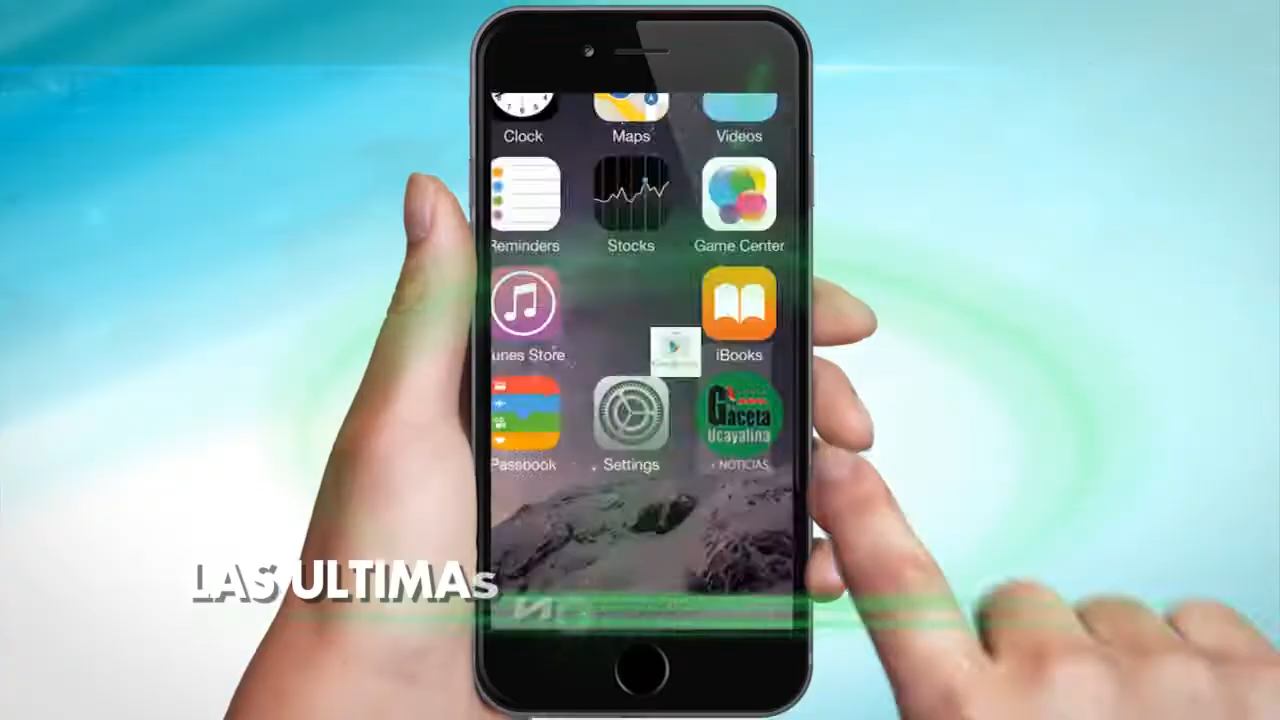 Clock Maps Videos
Reminders Stocks Game Center
unes Store iBooks
Gaceta
Ucayalina
Passbook Settings NOTICIAS
LAS ULTIMAs